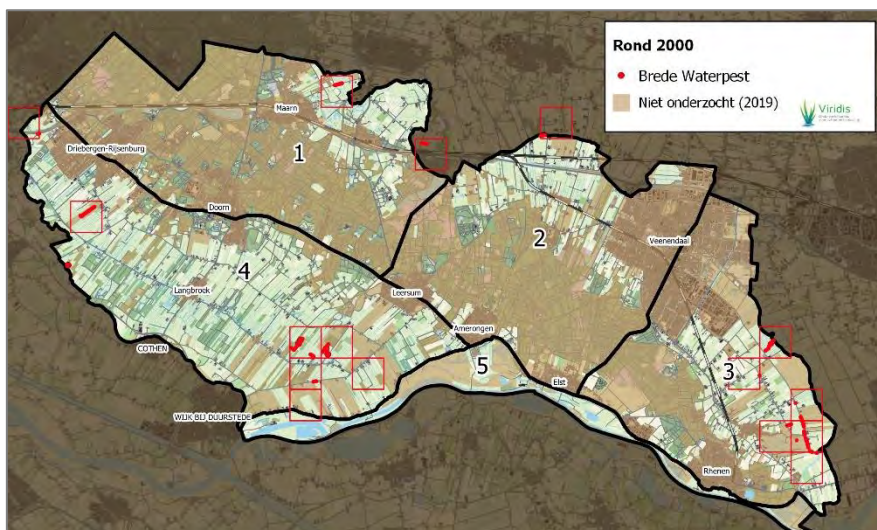 Rond 2000
Brede Waterpest
Niet onderzocht (2019)
Viridis
Maarn
Driebergen-Rijsenburg
1
Doorn
2
Veenendaal
4
Langbroek
Leersum
Amerongen
COTHEN
5
3
Elst
WIJK BIJ DUURSTEDE
Rhenen